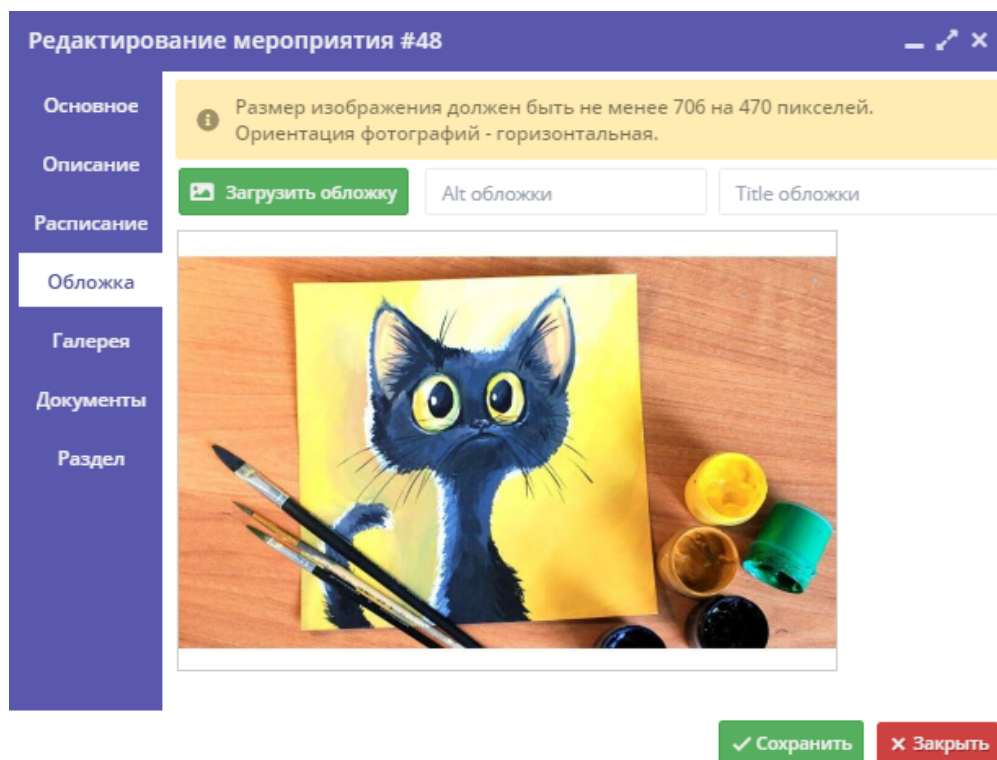 Редактирование мероприятия #48
Основное
Описание
Расписание
Обложка
Галерея
Документы
Раздел
Размер изображения должен быть не менее 706 на 470 пикселей.
Ориентация фотографий - горизонтальная.
Загрузить обложку
Alt обложки
Title обложки
Сохранить
Закрыть